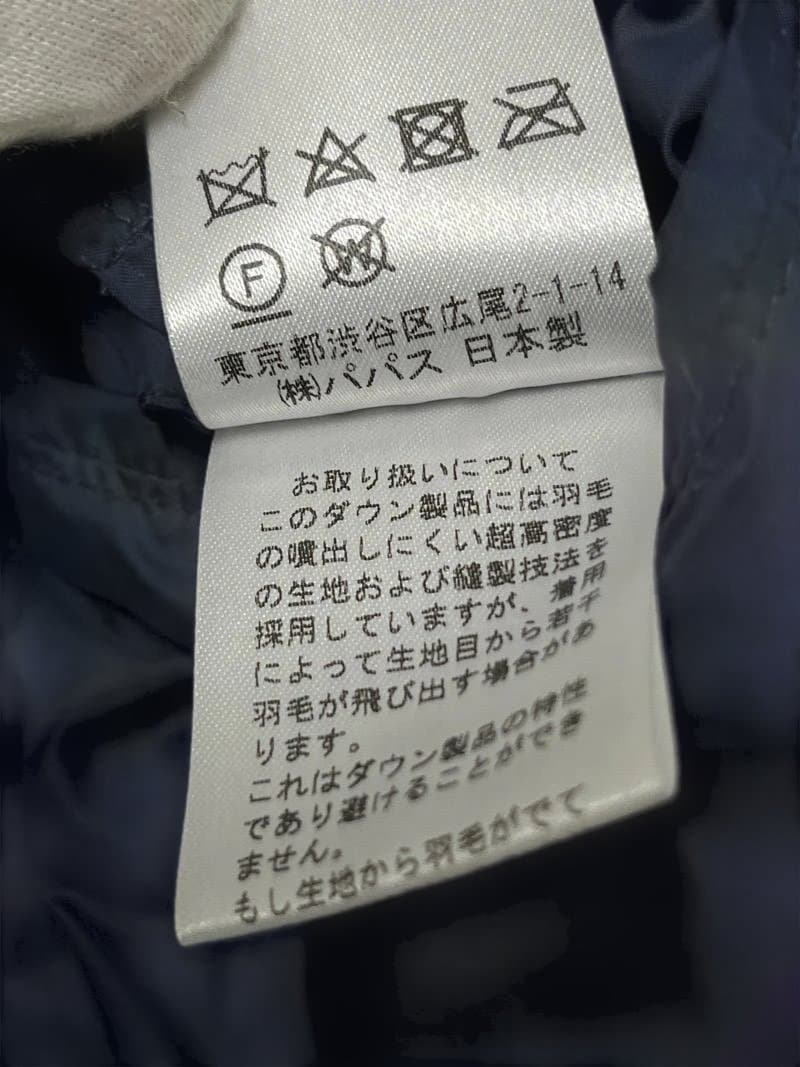 F
W
東京都渋谷区広尾2-1-14
(株)パパス 日本製
お取り扱いについて
このダウン製品には羽毛
の噴出しにくい超高密度
の生地および縫製技法を
採用していますが、着用
によって生地目から若干
羽毛が飛び出す場合があ
ります。
これはダウン製品の特性
であり避けることができ
ません。
もし生地から羽毛がでて